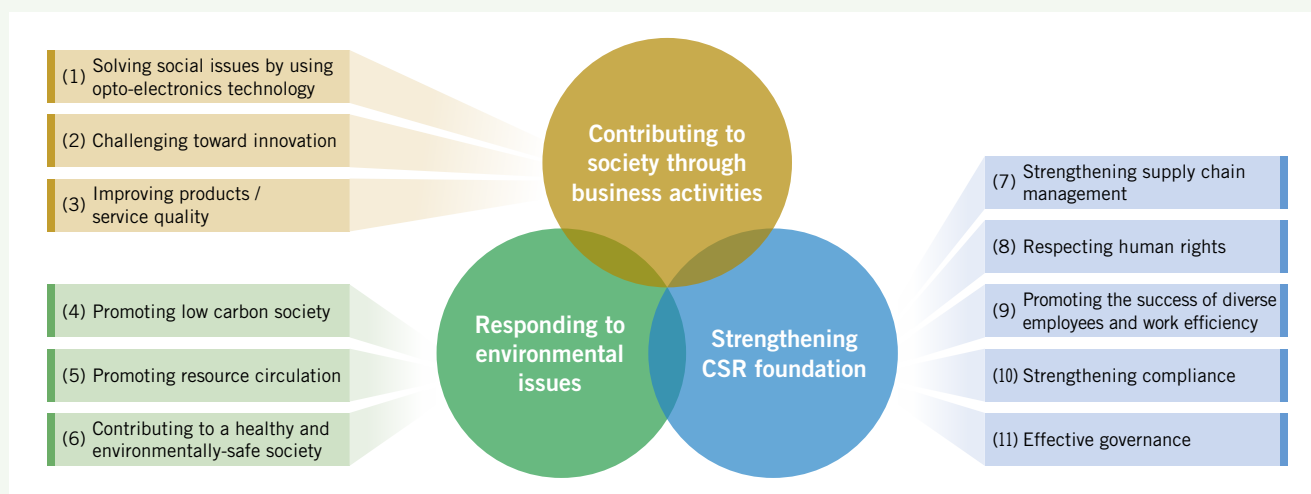 (1) Solving social issues by using
opto-electronics technology
(2) Challenging toward innovation
(3) Improving products /
service quality
Contributing to
society through
business activities
(4) Promoting low carbon society
(5) Promoting resource circulation
(6) Contributing to a healthy and
environmentally-safe society
Responding to
environmental
issues
Strengthening
CSR foundation
(7) Strengthening supply chain
management
(8) Respecting human rights
(9) Promoting the success of diverse
employees and work efficiency
(10) Strengthening compliance
(11) Effective governance